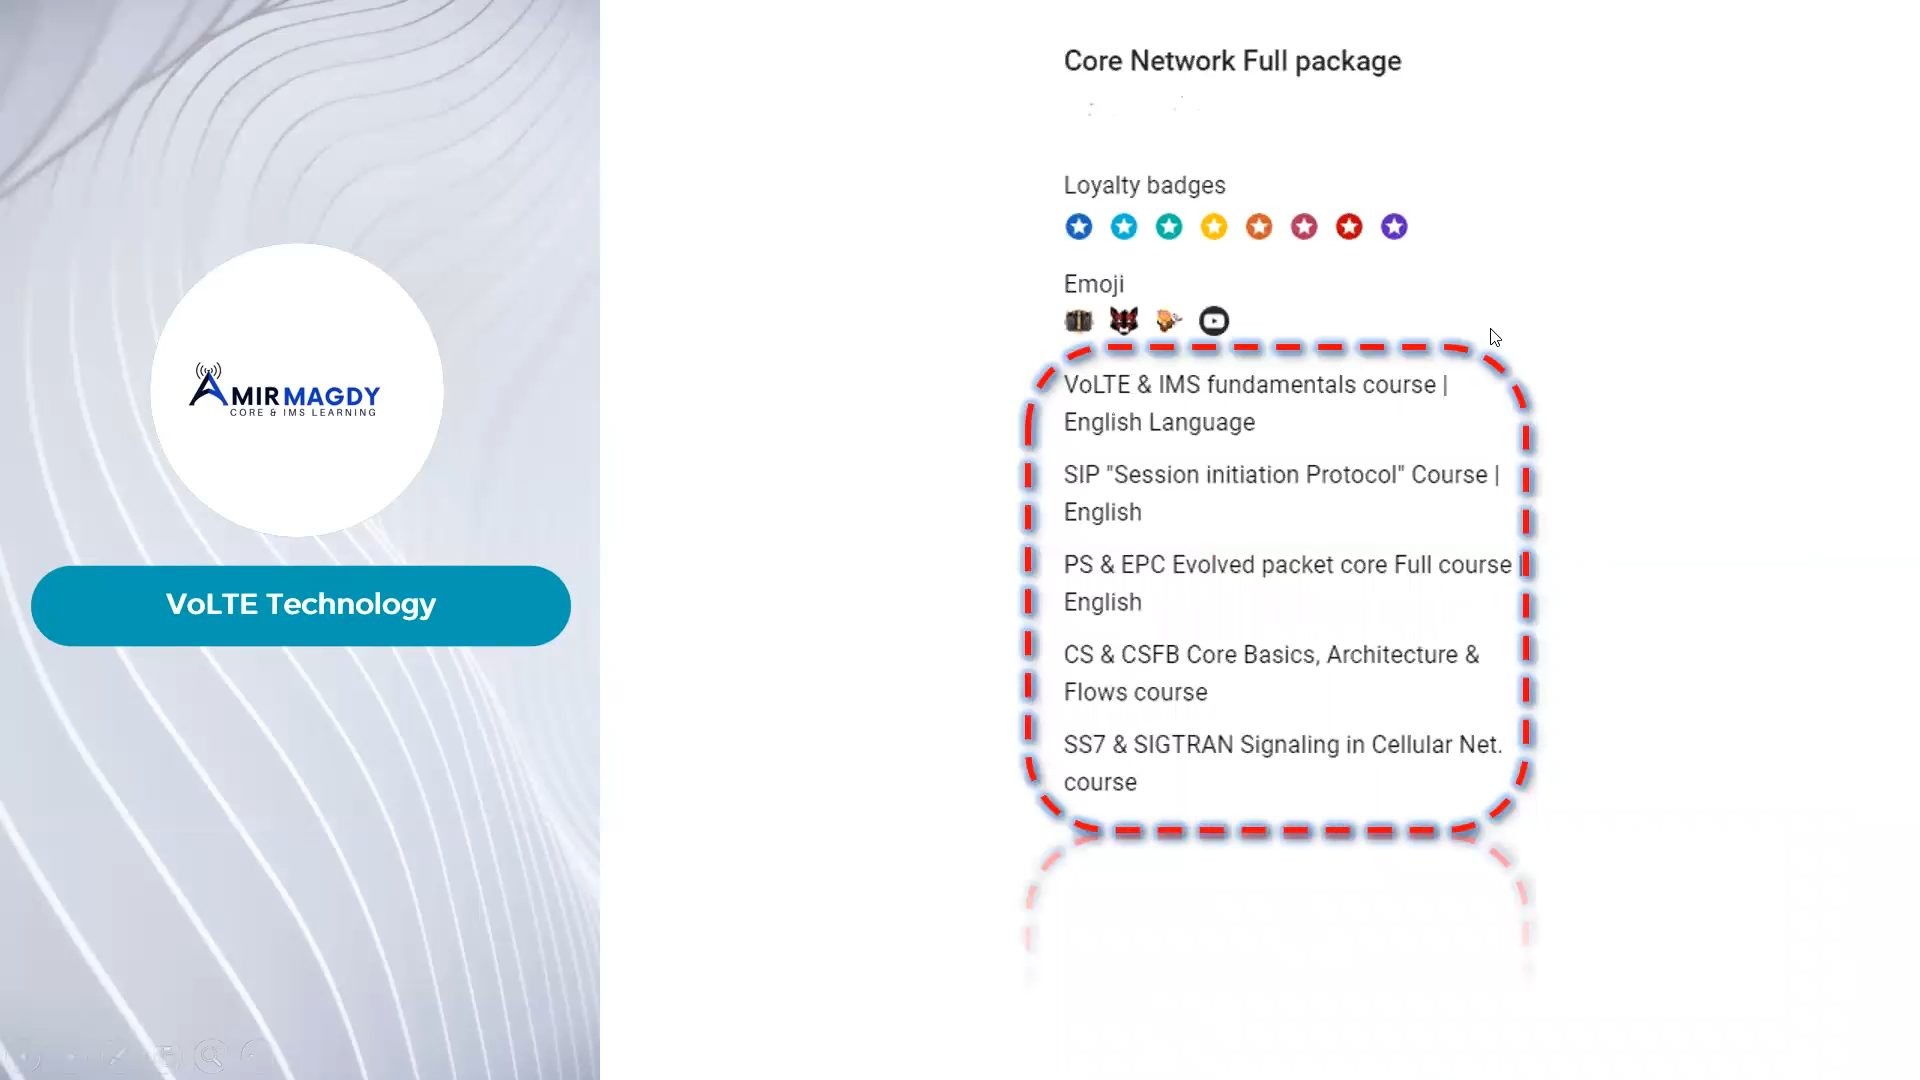 AMIRMAGDY
CORE & IMS LEARNING
VoLTE Technology
Core Network Full package
Loyalty badges
Emoji
VoLTE & IMS fundamentals course |
English Language
SIP "Session initiation Protocol" Course |
English
PS & EPC Evolved packet core Full course |
English
CS & CSFB Core Basics, Architecture &
Flows course
SS7 & SIGTRAN Signaling in Cellular Net.
course